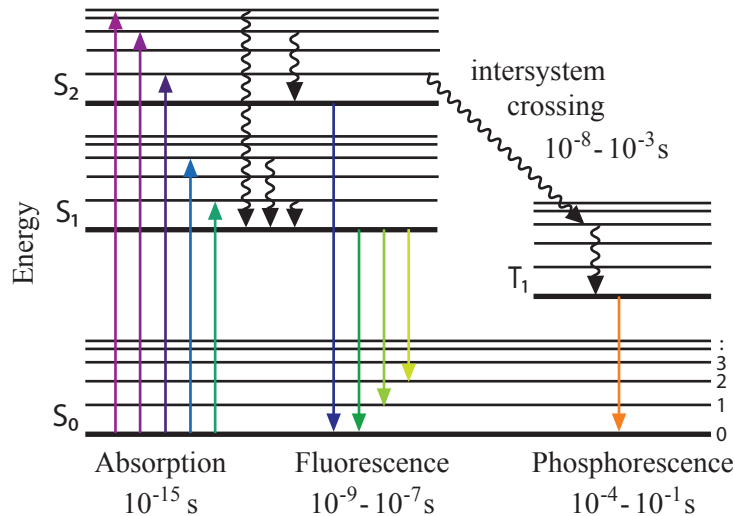 S₂
intersystem
crossing
10⁻⁸ - 10⁻³ s
S₁
Energy
T₁
:
3
2
1
S₀
0
Absorption
10⁻¹⁵ s
Fluorescence
10⁻⁹ - 10⁻⁷ s
Phosphorescence
10⁻⁴ - 10⁻¹ s